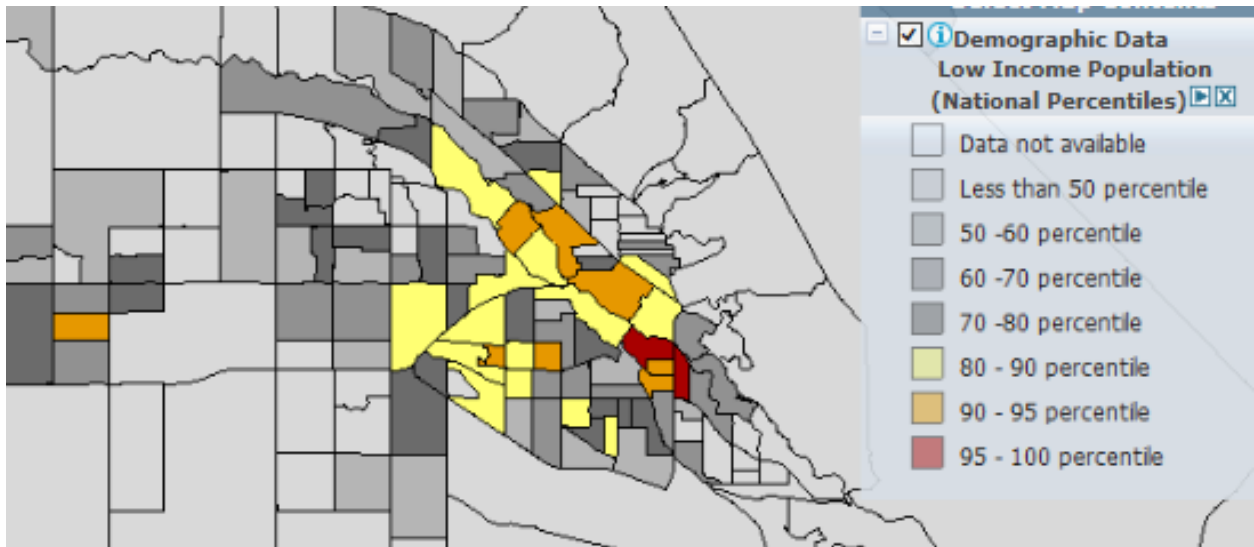 Demographic Data
Low Income Population
(National Percentiles)
Data not available
Less than 50 percentile
50 -60 percentile
60 -70 percentile
70 -80 percentile
80 - 90 percentile
90 - 95 percentile
95 - 100 percentile